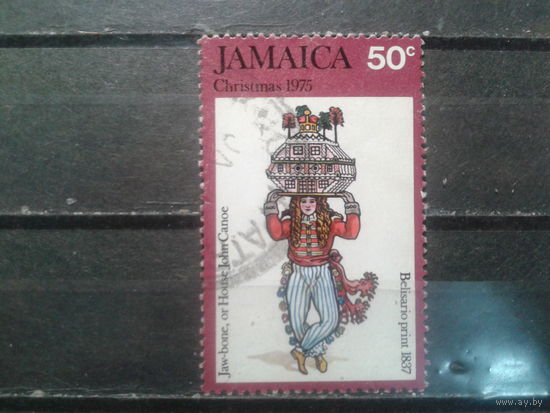 JAMAICA 50c
Christmas 1975
Jaw-bone, or House John Canoe
Belisario print 1837
www.ay.by